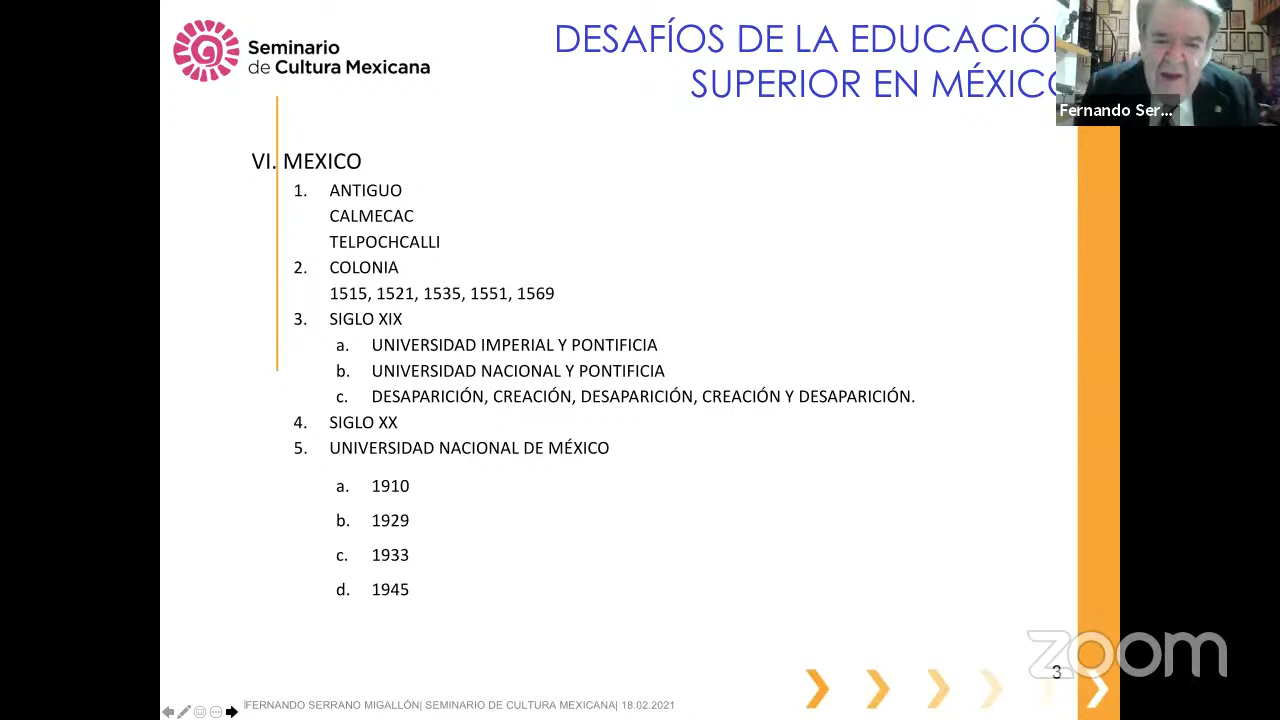 Seminario
de Cultura Mexicana
DESAFÍOS DE LA EDUCACIÓN
SUPERIOR EN MÉXICO
Fernando Ser...
VI. MEXICO
1. ANTIGUO
CALMECAC
TELPOCHCALLI
2. COLONIA
1515, 1521, 1535, 1551, 1569
3. SIGLO XIX
a. UNIVERSIDAD IMPERIAL Y PONTIFICIA
b. UNIVERSIDAD NACIONAL Y PONTIFICIA
c. DESAPARICIÓN, CREACIÓN, DESAPARICIÓN, CREACIÓN Y DESAPARICIÓN.
4. SIGLO XX
5. UNIVERSIDAD NACIONAL DE MÉXICO
a. 1910
b. 1929
c. 1933
d. 1945
zoom
3
FERNANDO SERRANO MIGALLÓN| SEMINARIO DE CULTURA MEXICANA| 18.02.2021